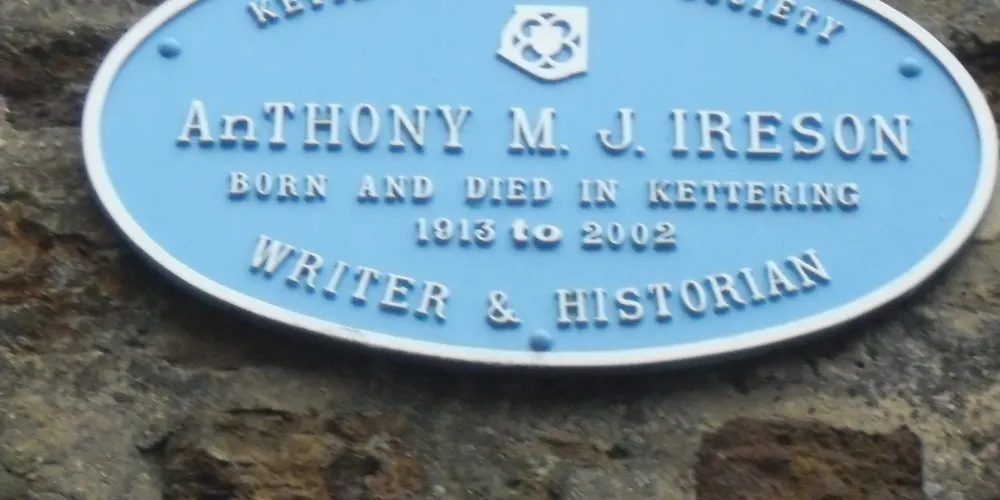 AnTHONY M. J. IRESON
BORN AND DIED IN KETTERING
1913 to 2002
WRITER & HISTORIAN